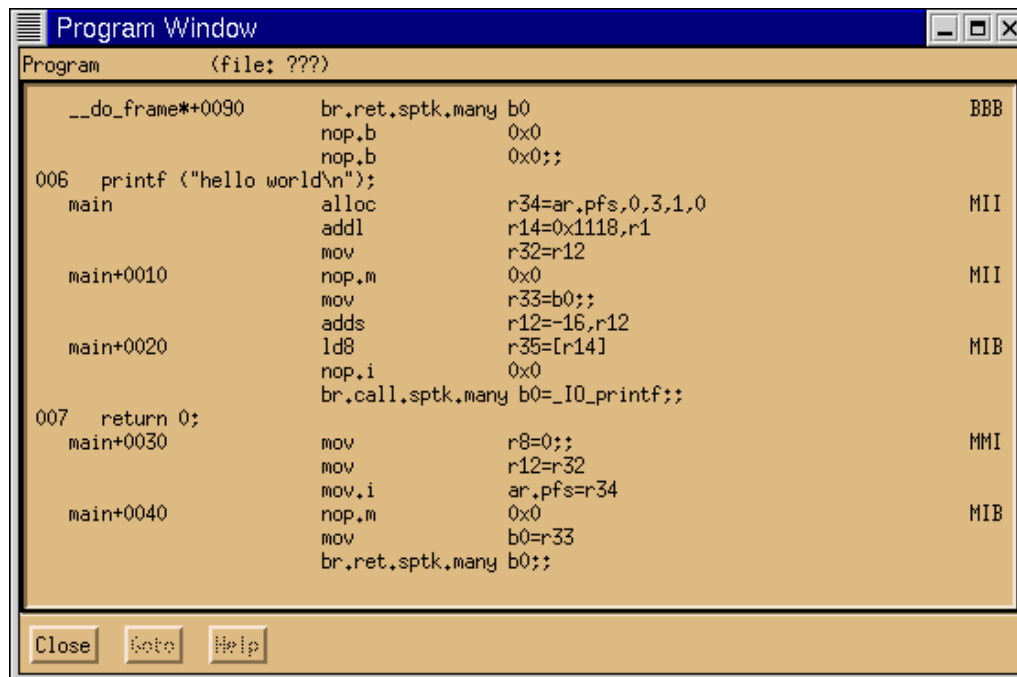 Program Window
Program (file: ???)
__do_frame*+0090 br.ret.sptk.many b0 BBB
nop.b 0x0
nop.b 0x0;;
006 printf ("hello world\n");
main alloc r34=ar.pfs,0,3,1,0 MII
addl r14=0x1118,r1
mov r32=r12
main+0010 nop.m 0x0 MII
mov r33=b0;;
adds r12=-16,r12
main+0020 ld8 r35=[r14] MIB
nop.i 0x0
br.call.sptk.many b0=_IO_printf;;
007 return 0;
main+0030 mov r8=0;; MMI
mov r12=r32
mov.i ar.pfs=r34
main+0040 nop.m 0x0 MIB
mov b0=r33
br.ret.sptk.many b0;;
Close Goto Help